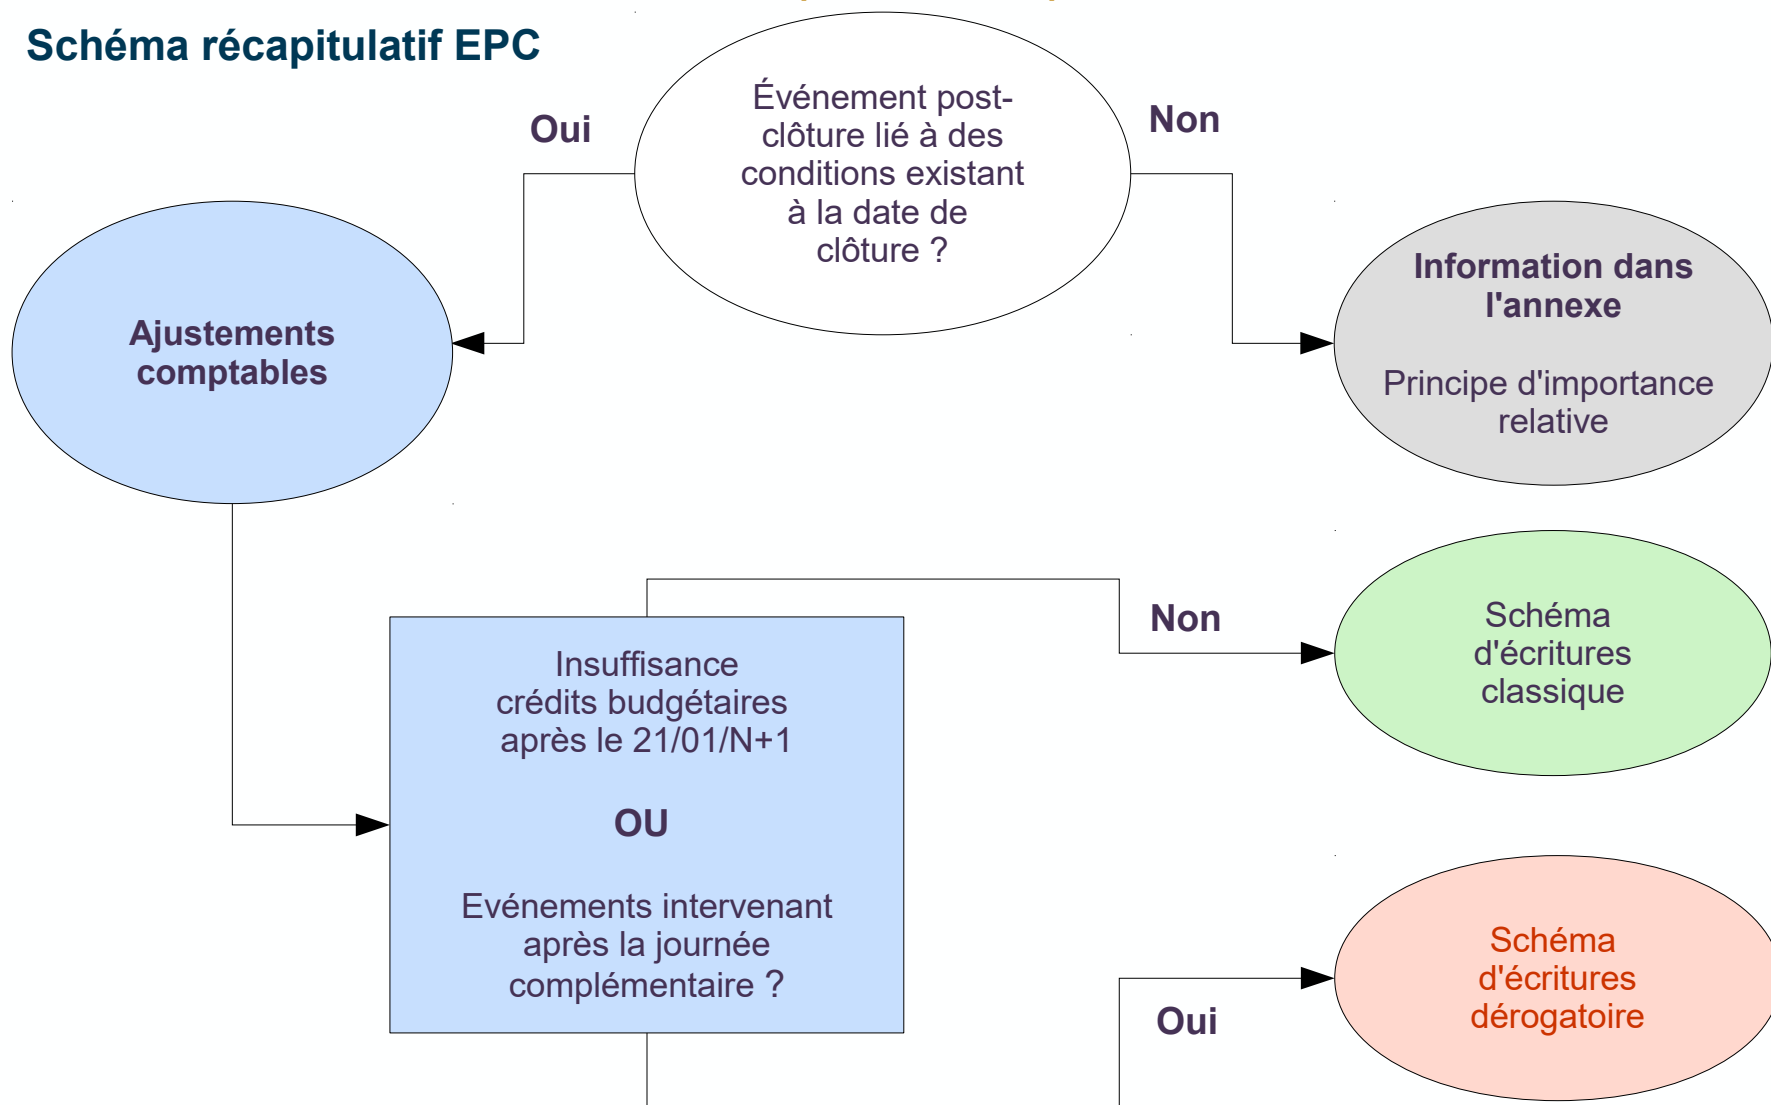 Schéma récapitulatif EPC
Événement post-
clôture lié à des
conditions existant
à la date de
clôture ?
Oui
Non
Ajustements
comptables
Information dans
l'annexe
Principe d'importance
relative
Insuffisance
crédits budgétaires
après le 21/01/N+1
OU
Evénements intervenant
après la journée
complémentaire ?
Non
Schéma
d'écritures
classique
Oui
Schéma
d'écritures
dérogatoire